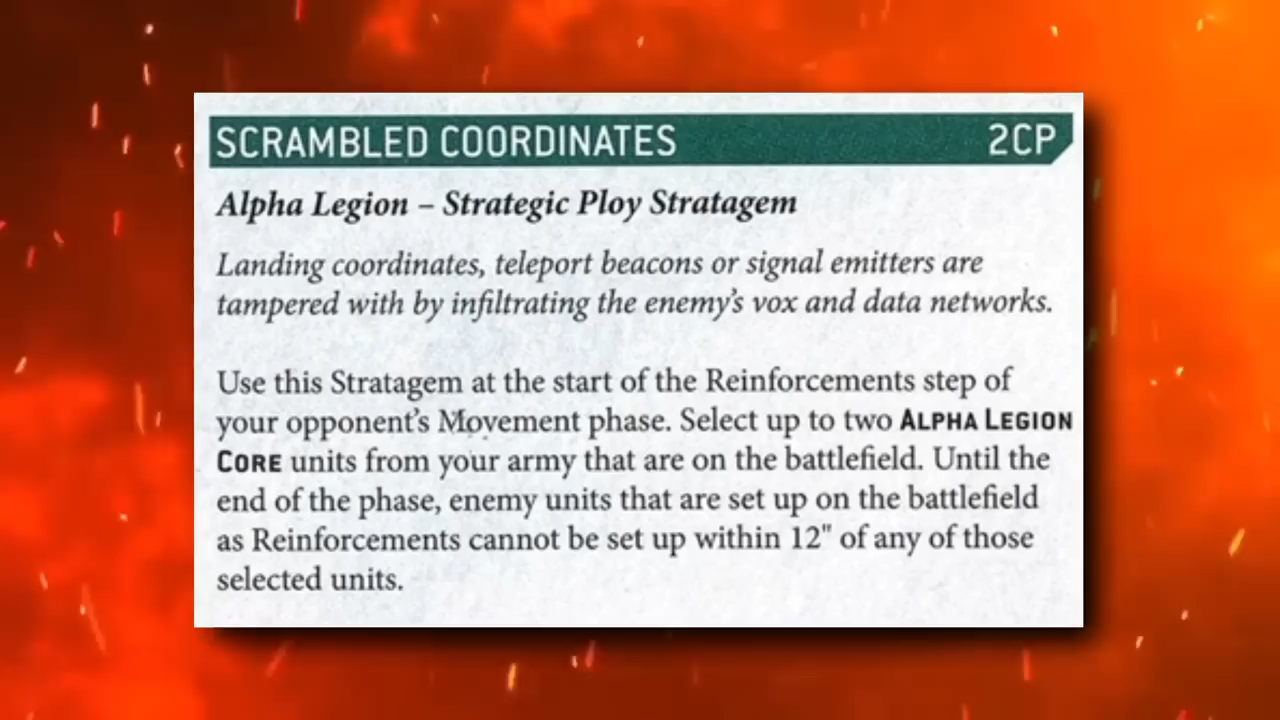 SCRAMBLED COORDINATES 2CP
Alpha Legion – Strategic Ploy Stratagem
Landing coordinates, teleport beacons or signal emitters are
tampered with by infiltrating the enemy's vox and data networks.
Use this Stratagem at the start of the Reinforcements step of
your opponent's Movement phase. Select up to two ALPHA LEGION
CORE units from your army that are on the battlefield. Until the
end of the phase, enemy units that are set up on the battlefield
as Reinforcements cannot be set up within 12" of any of those
selected units.